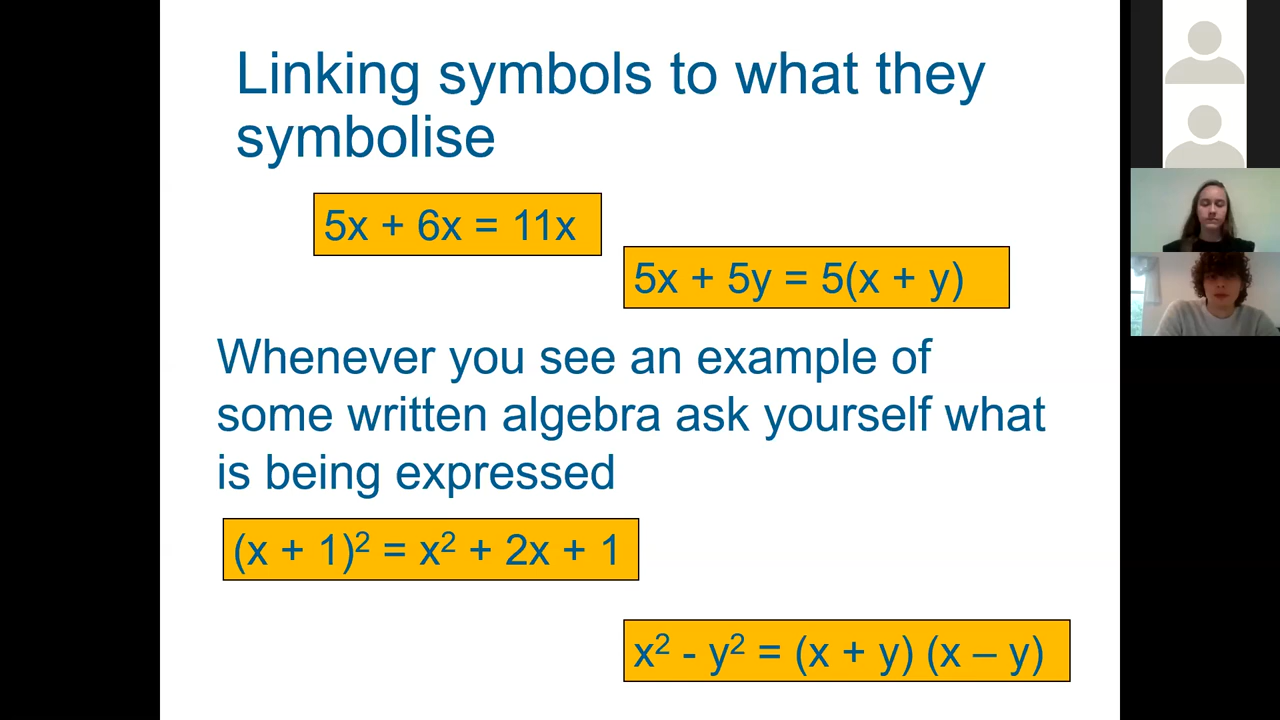 Linking symbols to what they
symbolise
5x + 6x = 11x
5x + 5y = 5(x + y)
Whenever you see an example of
some written algebra ask yourself what
is being expressed
(x + 1)² = x² + 2x + 1
x² - y² = (x + y) (x – y)